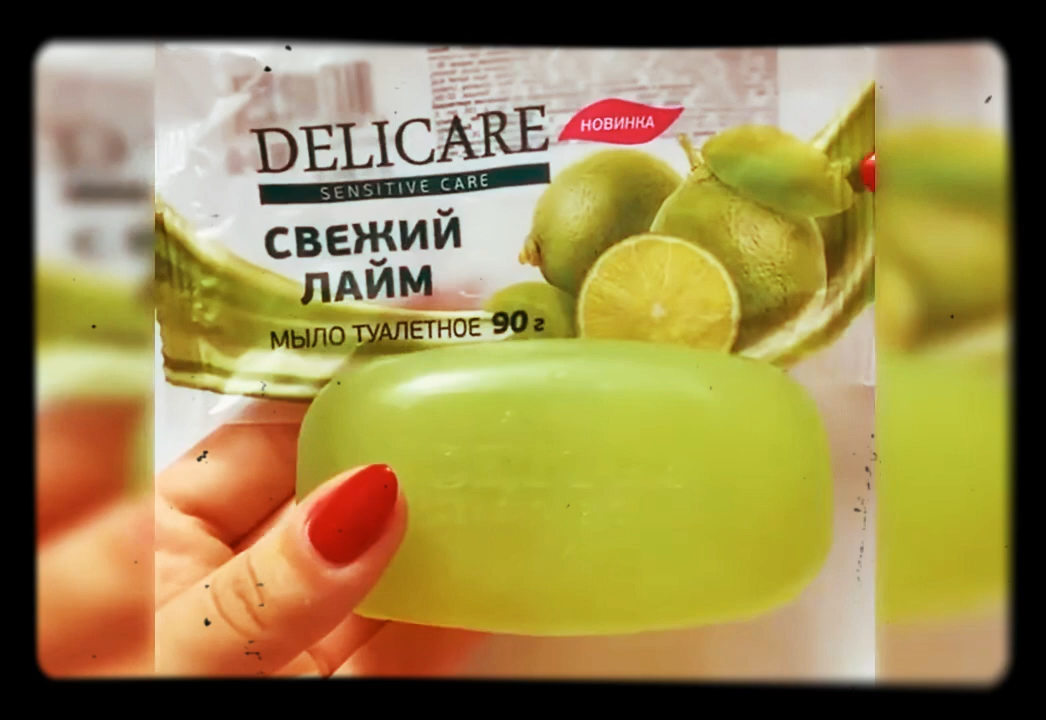 DELICARE
НОВИНКА
SENSITIVE CARE
СВЕЖИЙ
ЛАЙМ
МЫЛО ТУАЛЕТНОЕ 90 г